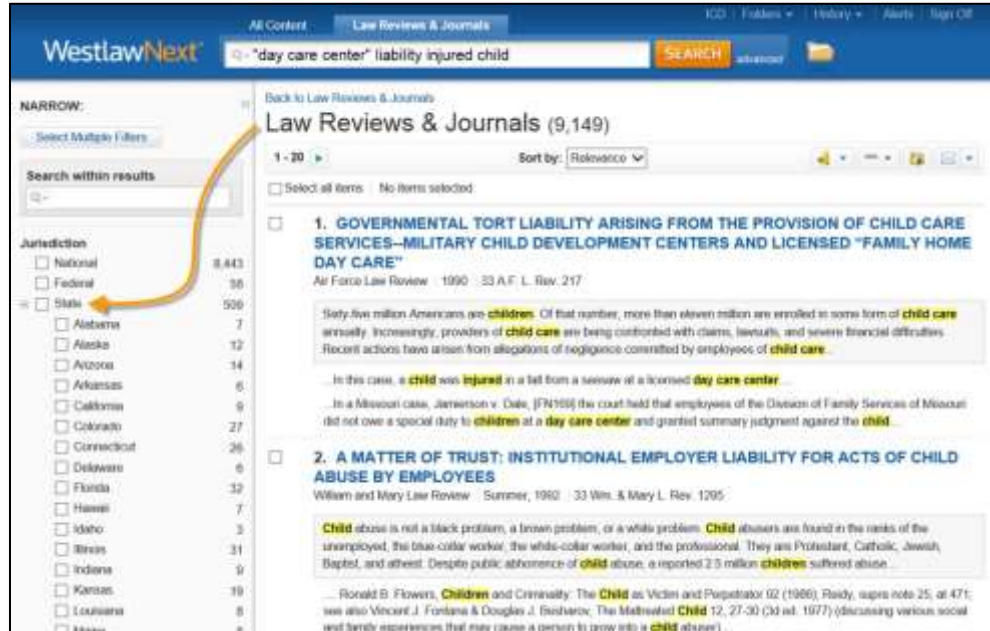 All Content Law Reviews & Journals ICD Folders History Alerts Sign Off
WestlawNext "day care center" liability injured child SEARCH advanced
NARROW:
Select Multiple Filters
Search within results
Jurisdiction
National 8,443
Federal 58
State 509
Alabama 7
Alaska 12
Arizona 14
Arkansas 6
California 9
Colorado 27
Connecticut 26
Delaware 6
Florida 32
Hawaii 7
Idaho 3
Illinois 31
Indiana 9
Kansas 19
Louisiana 8
Back to Law Reviews & Journals
Law Reviews & Journals (9,149)
1 - 20 Sort by: Relevance
Select all items No items selected
1. GOVERNMENTAL TORT LIABILITY ARISING FROM THE PROVISION OF CHILD CARE
SERVICES--MILITARY CHILD DEVELOPMENT CENTERS AND LICENSED "FAMILY HOME
DAY CARE"
Air Force Law Review 1990 33 A.F. L. Rev. 217
Sixty-five million Americans are children. Of that number, more than eleven million are enrolled in some form of child care
annually. Increasingly, providers of child care are being confronted with claims, lawsuits, and severe financial difficulties.
Recent actions have arisen from allegations of negligence committed by employees of child care...
...In this case, a child was injured in a fall from a seesaw at a licensed day care center...
...In a Missouri case, Jamierson v. Dale, [FN169] the court held that employees of the Division of Family Services of Missouri
did not owe a special duty to children at a day care center and granted summary judgment against the child...
2. A MATTER OF TRUST: INSTITUTIONAL EMPLOYER LIABILITY FOR ACTS OF CHILD
ABUSE BY EMPLOYEES
William and Mary Law Review Summer, 1992 33 Wm. & Mary L. Rev. 1295
Child abuse is not a black problem, a brown problem, or a white problem. Child abusers are found in the ranks of the
unemployed, the blue-collar worker, the white-collar worker, and the professional. They are Protestant, Catholic, Jewish,
Baptist, and atheist. Despite public abhorrence of child abuse, a reported 2.5 million children suffered abuse...
...Ronald B. Flowers, Children and Criminality: The Child as Victim and Perpetrator 02 (1986); Reidy, supra note 25, at 471;
see also Vincent J. Fontana & Douglas J. Besharov, The Maltreated Child 12, 27-30 (3d ed. 1977) (discussing various social
and family experiences that may cause a person to grow into a child abuser)...